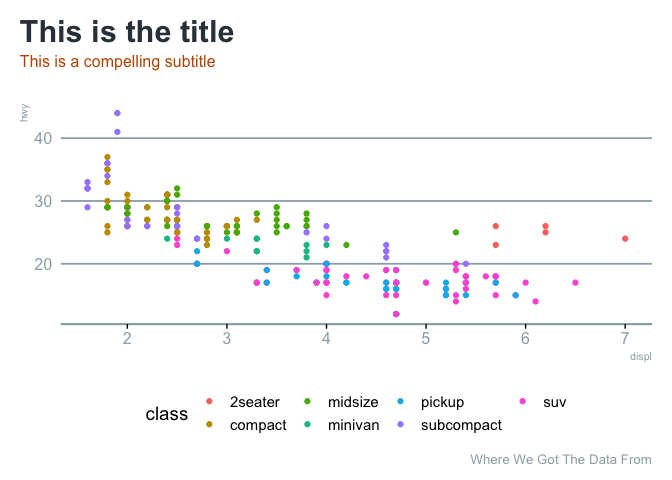 This is the title
This is a compelling subtitle
hwy
40
30
20
2 3 4 5 6 7
displ
class
2seater midsize pickup suv
compact minivan subcompact
Where We Got The Data From